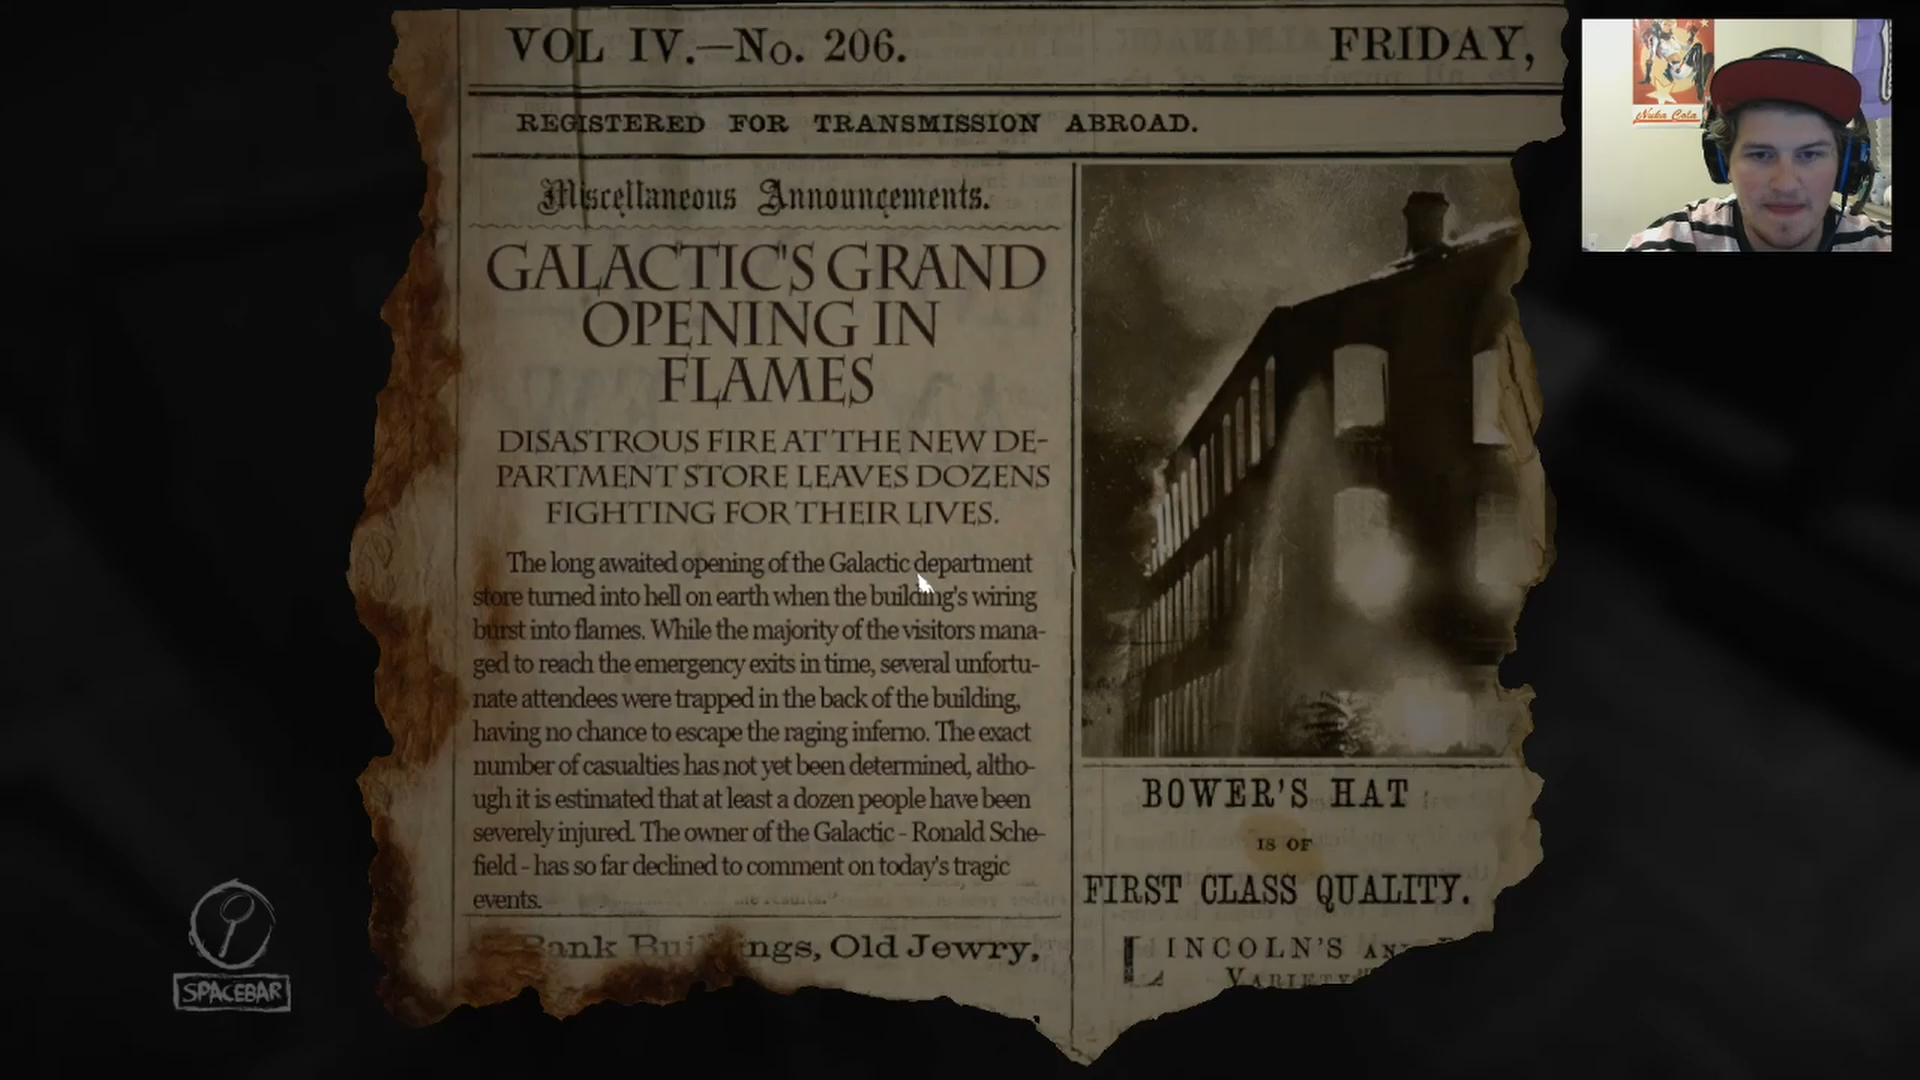 VOL IV.—No. 206.
FRIDAY,
REGISTERED FOR TRANSMISSION ABROAD.
Miscellaneous Announcements.
GALACTIC'S GRAND
OPENING IN
FLAMES
DISASTROUS FIRE AT THE NEW DE-
PARTMENT STORE LEAVES DOZENS
FIGHTING FOR THEIR LIVES.
The long awaited opening of the Galactic department
store turned into hell on earth when the building's wiring
burst into flames. While the majority of the visitors mana-
ged to reach the emergency exits in time, several unfortu-
nate attendees were trapped in the back of the building,
having no chance to escape the raging inferno. The exact
number of casualties has not yet been determined, altho-
ugh it is estimated that at least a dozen people have been
severely injured. The owner of the Galactic - Ronald Sche-
field - has so far declined to comment on today's tragic
events.
the results."
Bank Buildings, Old Jewry,
BOWER'S HAT
IS OF
FIRST CLASS QUALITY.
LINCOLN'S AND
VARIETY
SPACEBAR
Nuka Cola